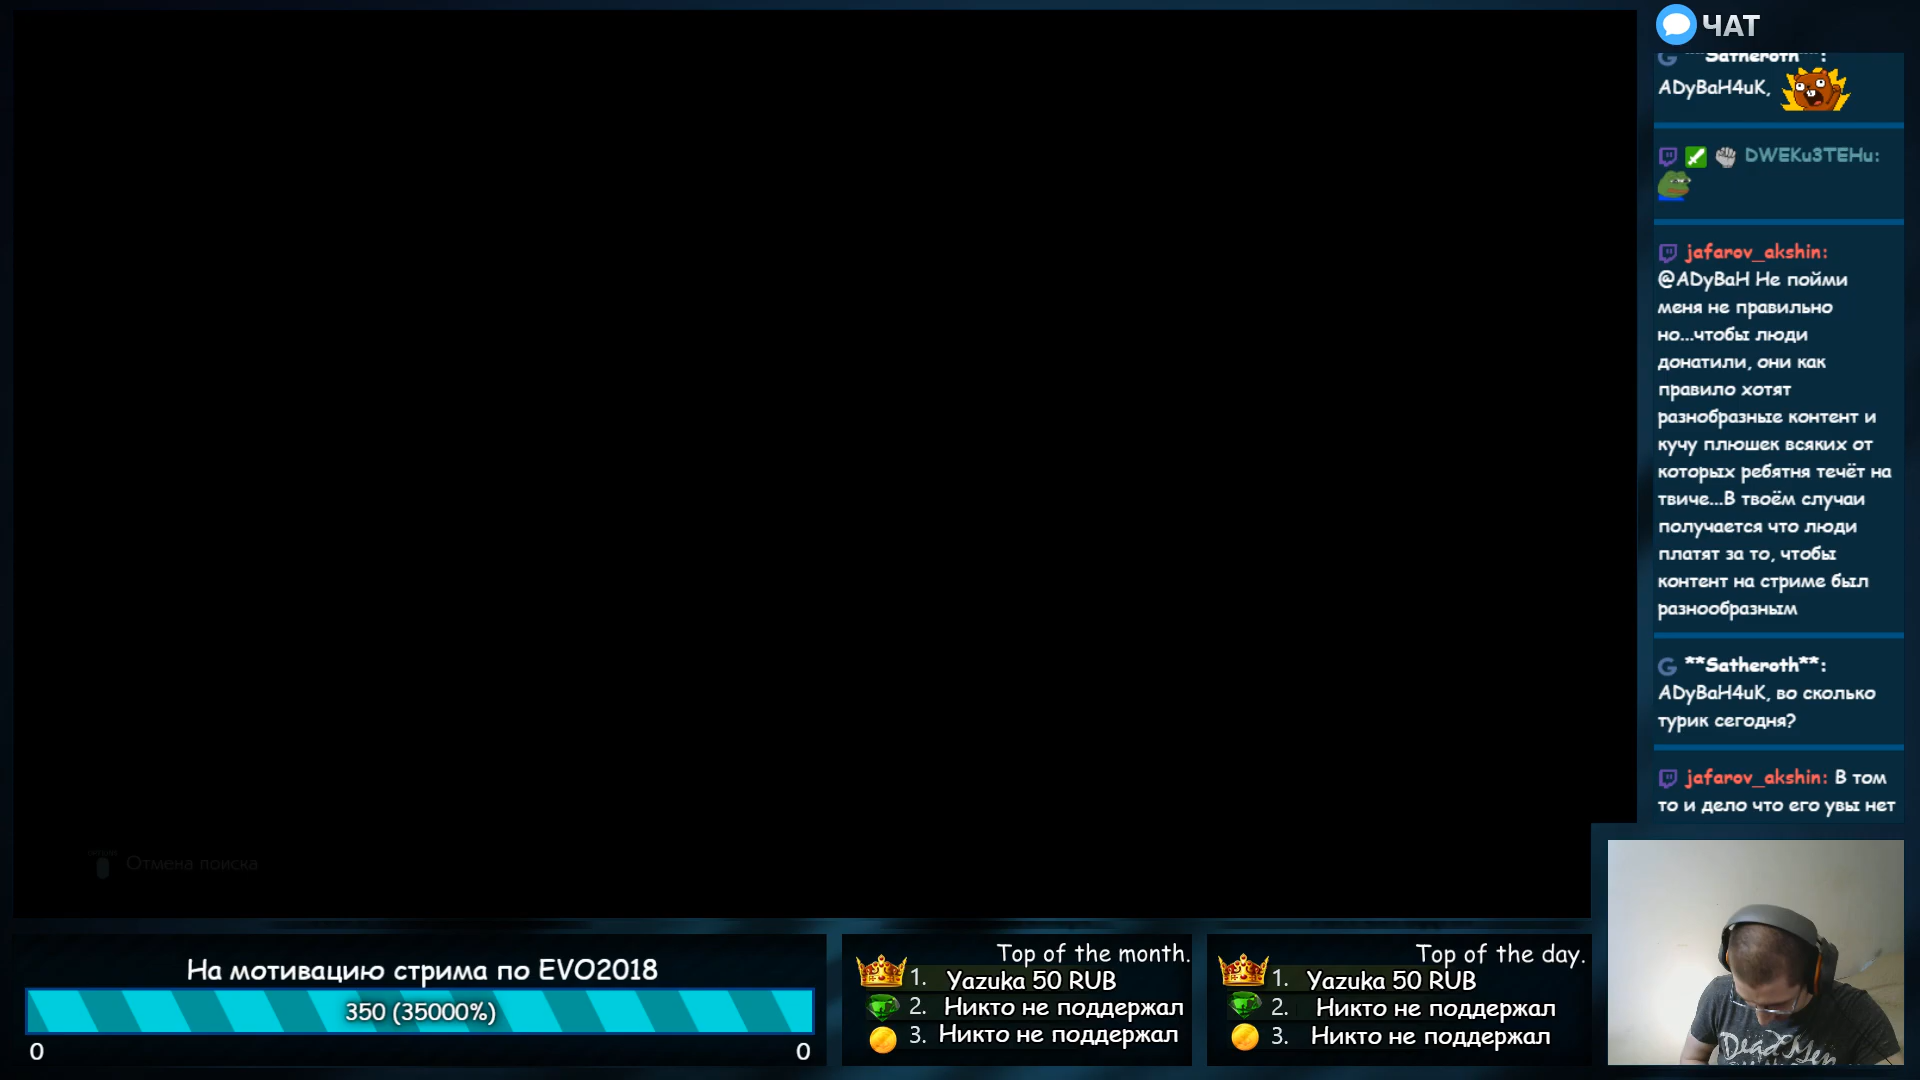 ЧАТ
**Satheroth**:
ADyBaH4uK,
DWEKu3TEHu:
jafarov_akshin:
@ADyBaH Не пойми
меня не правильно
но...чтобы люди
донатили, они как
правило хотят
разнобразные контент и
кучу плюшек всяких от
которых ребятня течёт на
твиче...В твоём случаи
получается что люди
платят за то, чтобы
контент на стриме был
разнообразным
**Satheroth**:
ADyBaH4uK, во сколько
турик сегодня?
jafarov_akshin: В том
то и дело что его увы нет
Отмена поиска
На мотивацию стрима по EVO2018
350 (35000%)
0 0
Top of the month.
1. Yazuka 50 RUB
2. Никто не поддержал
3. Никто не поддержал
Top of the day.
1. Yazuka 50 RUB
2. Никто не поддержал
3. Никто не поддержал